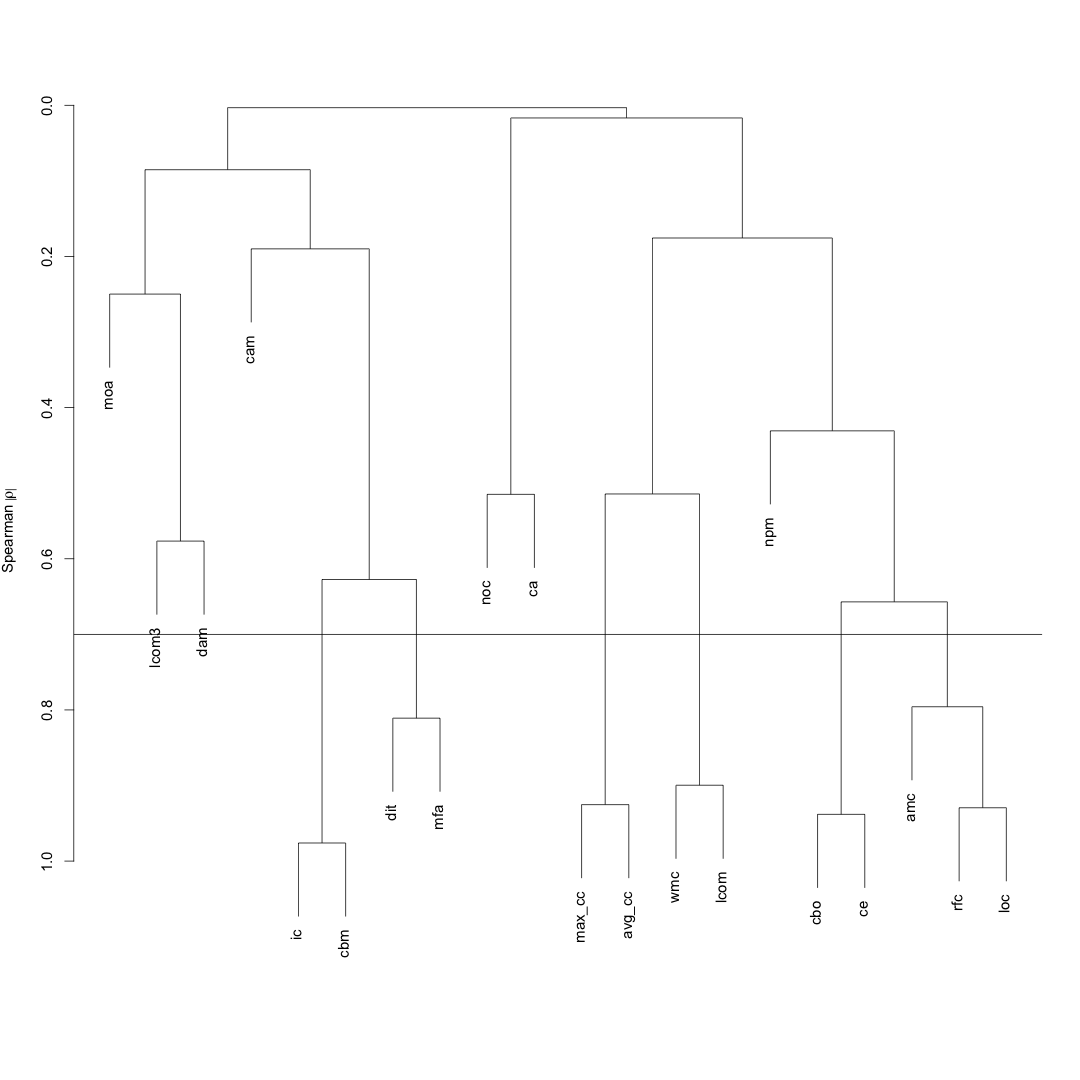 Spearman |ρ|
0.0
0.2
0.4
0.6
0.8
1.0
moa
lcom3
dam
cam
ic
cbm
dit
mfa
noc
ca
max_cc
avg_cc
wmc
lcom
npm
cbo
ce
amc
rfc
loc